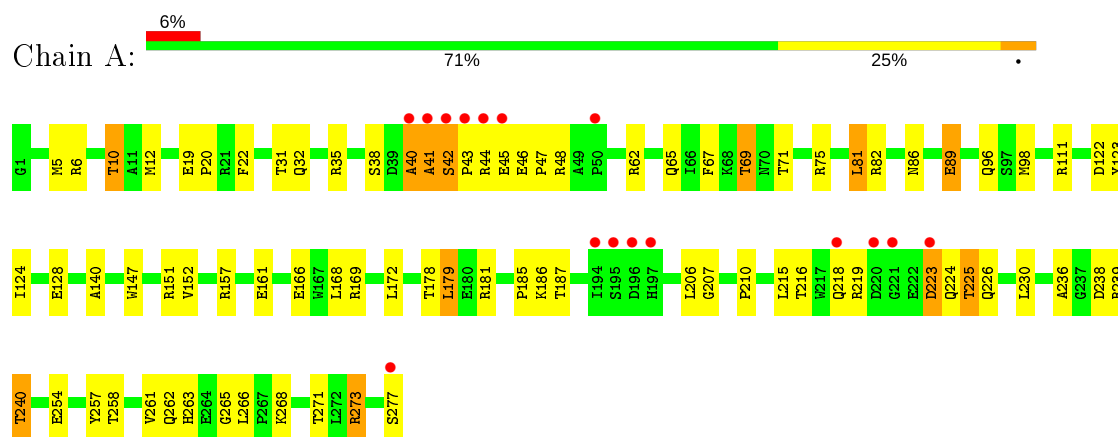 6%
Chain A:
71% 25% •
G1 M5 R6 T10 A11 M12 E19 P20 R21 F22 T31 Q32 R35 S38 D39 A40 A41 S42 P43 R44 E45 E46 P47 R48 A49 P50 R62 Q65 I66 F67 K68 T69 N70 T71 R75 L81 R82 N86 E89 Q96 S97 M98 R111 D122 Y123
I124 E128 A140 W147 R151 V152 R157 E161 E166 W167 L168 R169 L172 T178 L179 E180 R181 P185 K186 T187 I194 S195 D196 H197 L206 G207 P210 L215 T216 W217 Q218 R219 D220 G221 E222 D223 Q224 T225 Q226 L230 A236 G237 D238 R239
T240 E254 Y257 T258 V261 Q262 H263 E264 G265 L266 P267 K268 T271 L272 R273 S277